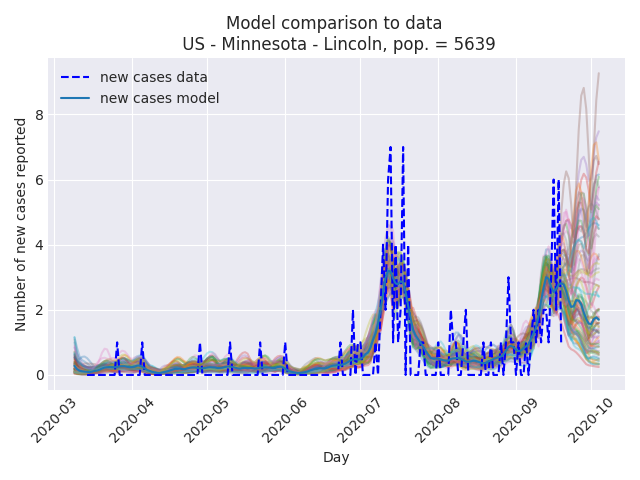 Model comparison to data
US - Minnesota - Lincoln, pop. = 5639
new cases data
new cases model
Number of new cases reported
8
6
4
2
0
2020-03
2020-04
2020-05
2020-06
2020-07
2020-08
2020-09
2020-10
Day